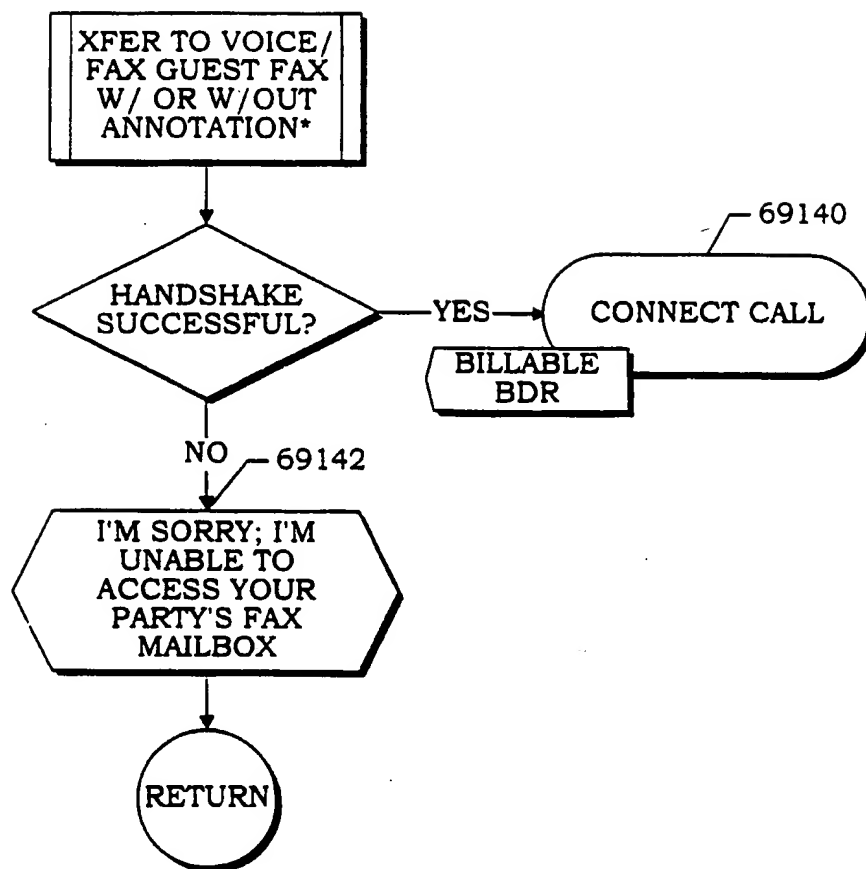 XFER TO VOICE/
FAX GUEST FAX
W/ OR W/OUT
ANNOTATION*
69140
HANDSHAKE
SUCCESSFUL?
YES
CONNECT CALL
BILLABLE
BDR
NO
69142
I'M SORRY; I'M
UNABLE TO
ACCESS YOUR
PARTY'S FAX
MAILBOX
RETURN